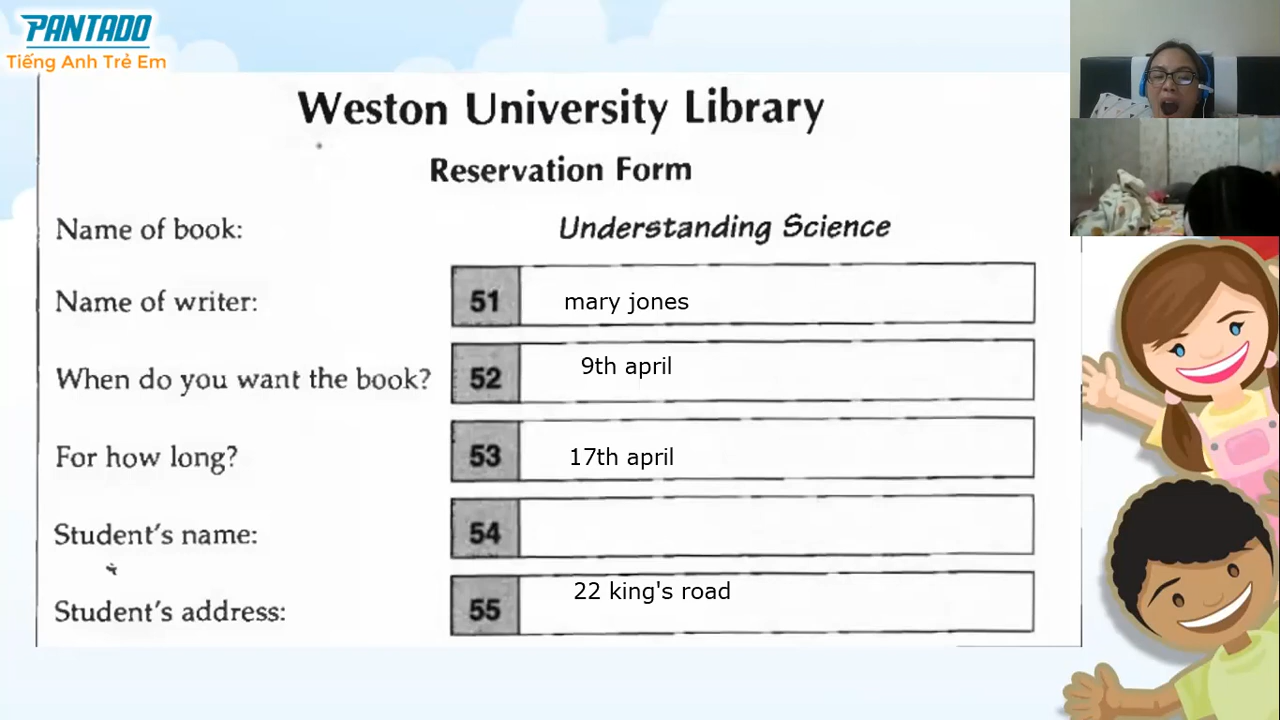 PANTADO
Tiếng Anh Trẻ Em
Weston University Library
Reservation Form
Name of book: Understanding Science
Name of writer: 51 mary jones
When do you want the book? 52 9th april
For how long? 53 17th april
Student's name: 54
Student's address: 55 22 king's road